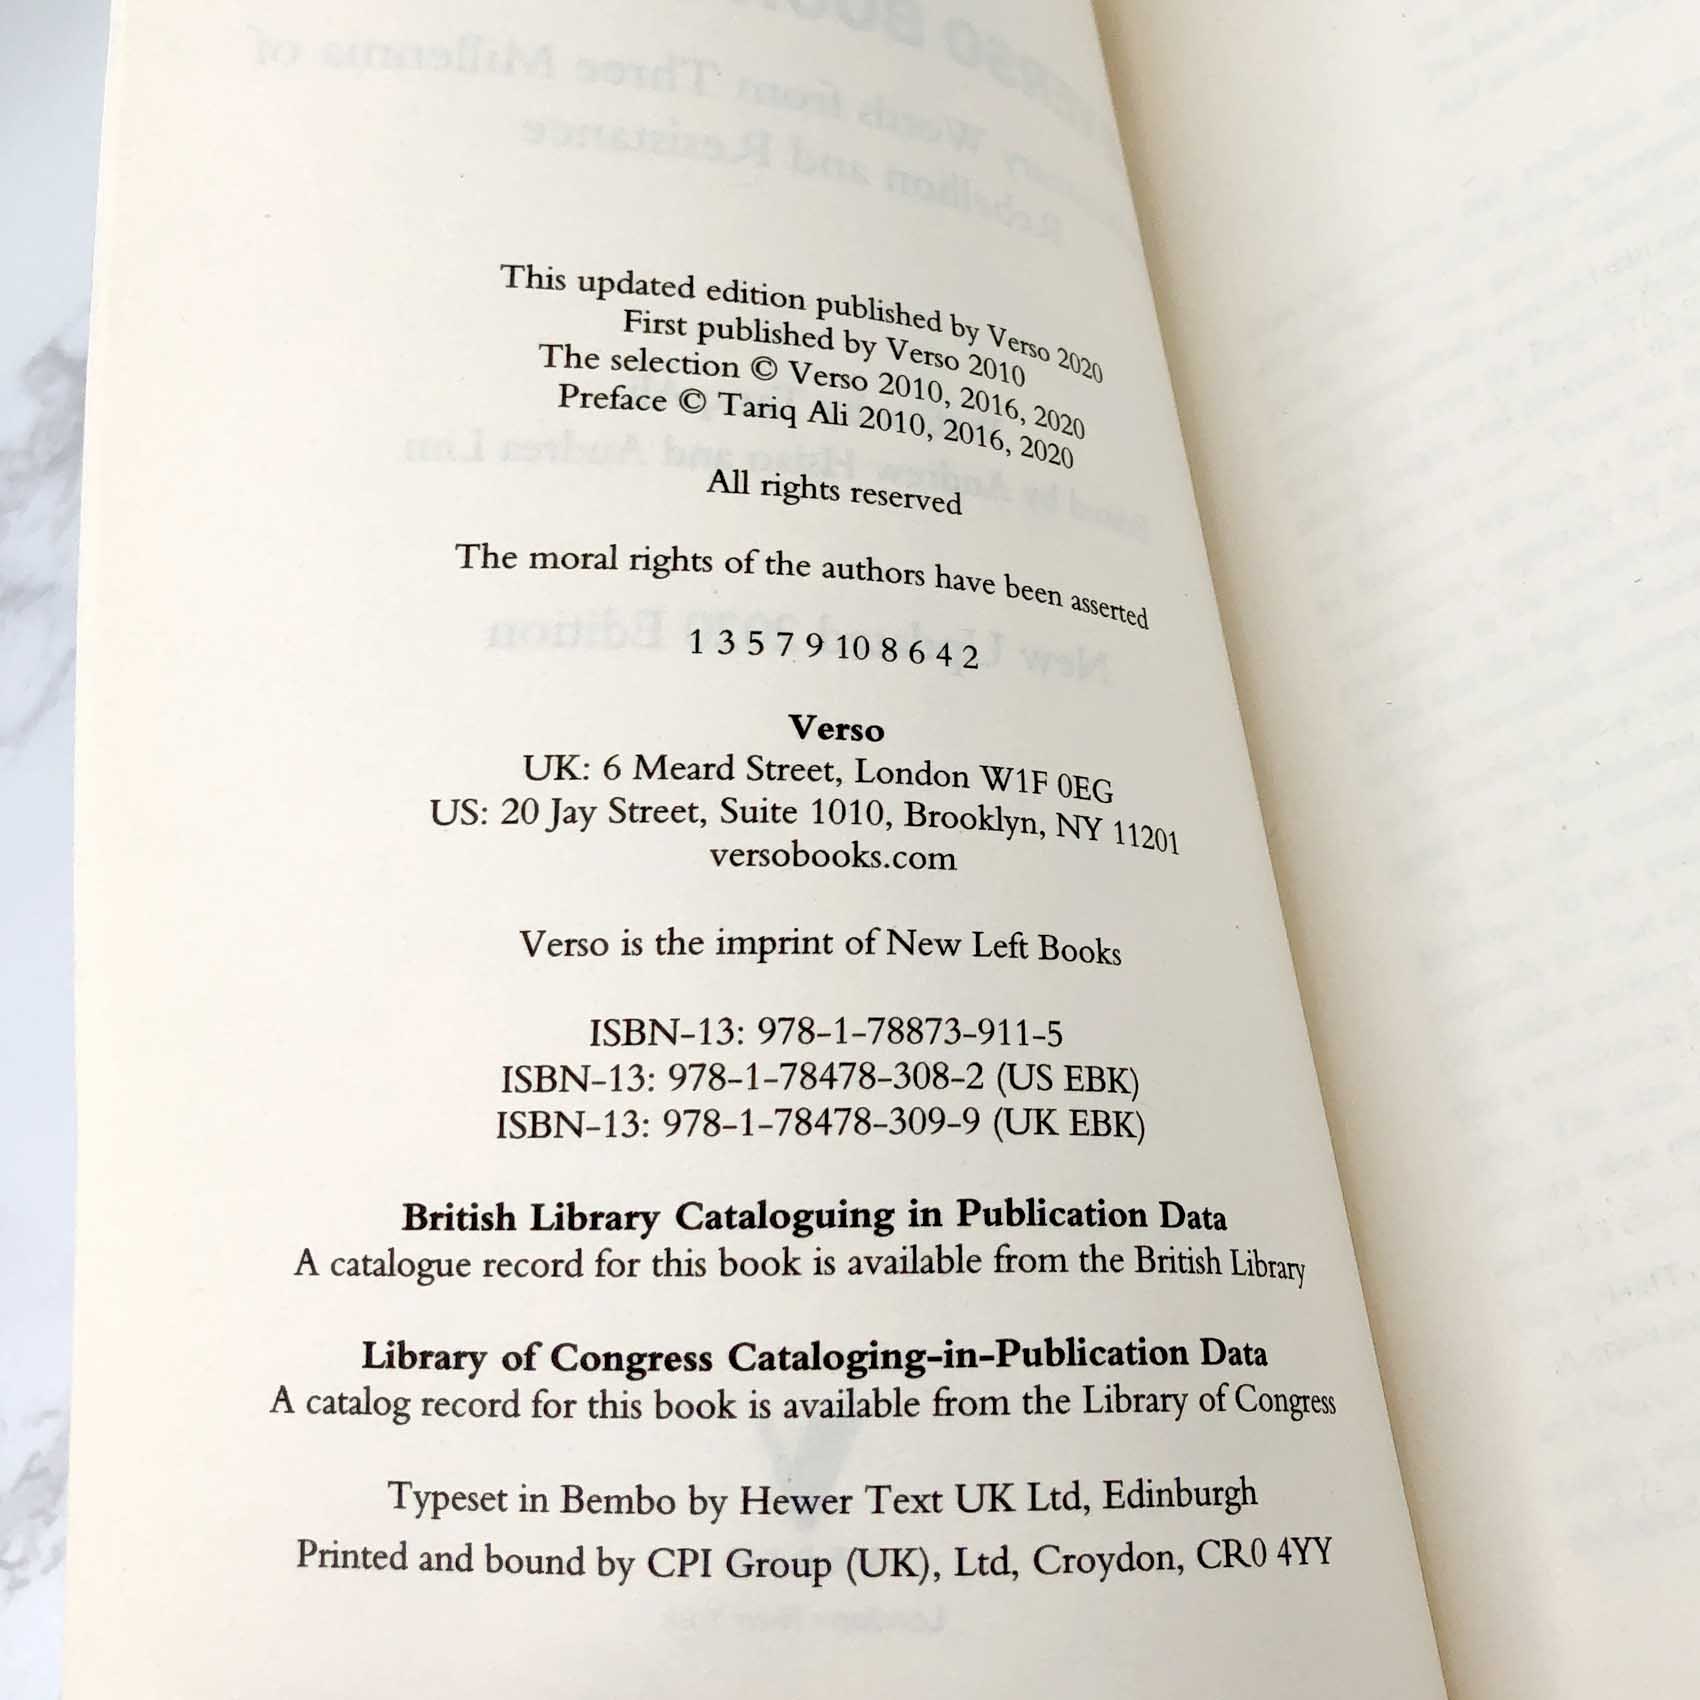 This updated edition published by Verso 2020
First published by Verso 2010
The selection © Verso 2010, 2016, 2020
Preface © Tariq Ali 2010, 2016, 2020
All rights reserved
The moral rights of the authors have been asserted
1 3 5 7 9 10 8 6 4 2
Verso
UK: 6 Meard Street, London W1F 0EG
US: 20 Jay Street, Suite 1010, Brooklyn, NY 11201
versobooks.com
Verso is the imprint of New Left Books
ISBN-13: 978-1-78873-911-5
ISBN-13: 978-1-78478-308-2 (US EBK)
ISBN-13: 978-1-78478-309-9 (UK EBK)
British Library Cataloguing in Publication Data
A catalogue record for this book is available from the British Library
Library of Congress Cataloging-in-Publication Data
A catalog record for this book is available from the Library of Congress
Typeset in Bembo by Hewer Text UK Ltd, Edinburgh
Printed and bound by CPI Group (UK), Ltd, Croydon, CR0 4YY